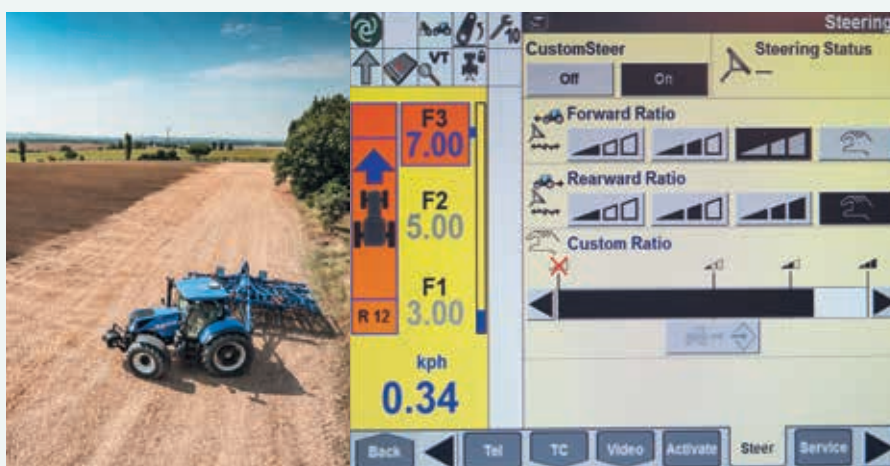 VT
10
F3
7.00
F2
5.00
F1
R 12
3.00
kph
0.34
Steering
CustomSteer
Steering Status
Off
On
Forward Ratio
Rearward Ratio
Custom Ratio
Back
Tel
TC
Video
Activate
Steer
Service